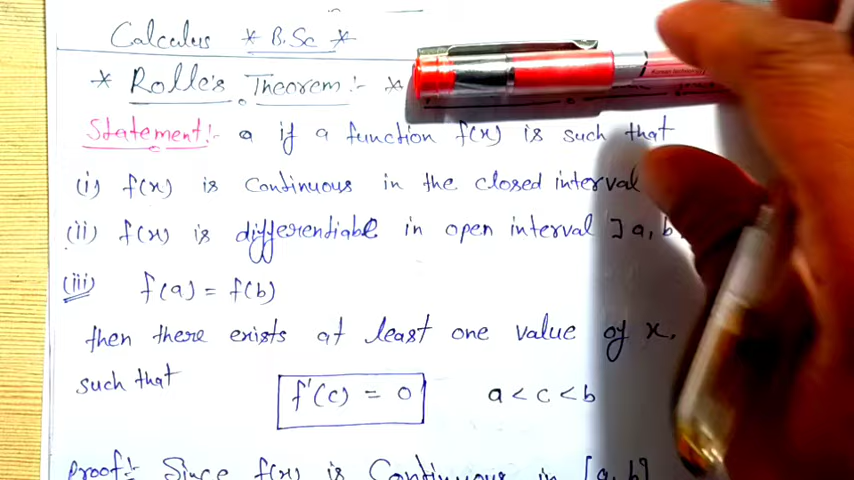 Calculus * B.Sc *
* Rolle's Theorem :- *
Statement :- a if a function f(x) is such that
(i) f(x) is continuous in the closed interval
(ii) f(x) is differentiable in open interval ]a, b
(iii) f(a) = f(b)
then there exists at least one value of x.
such that f'(c) = 0 a < c < b
Proof :- Since f(x) is Continuous in [a, b]